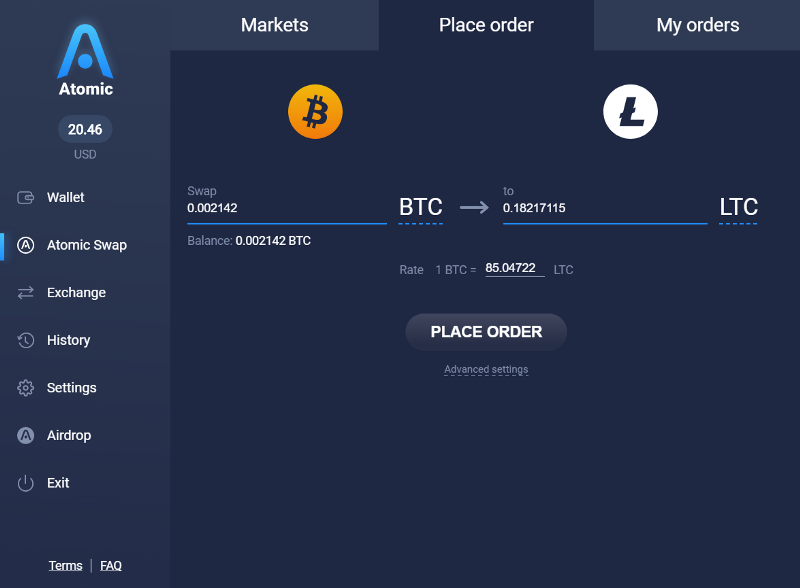 Markets
Place order
My orders
Atomic
20.46
USD
Wallet
Atomic Swap
Exchange
History
Settings
Airdrop
Exit
Terms | FAQ
Swap
0.002142
BTC
to
0.18217115
LTC
Balance: 0.002142 BTC
Rate 1 BTC = 85.04722 LTC
PLACE ORDER
Advanced settings